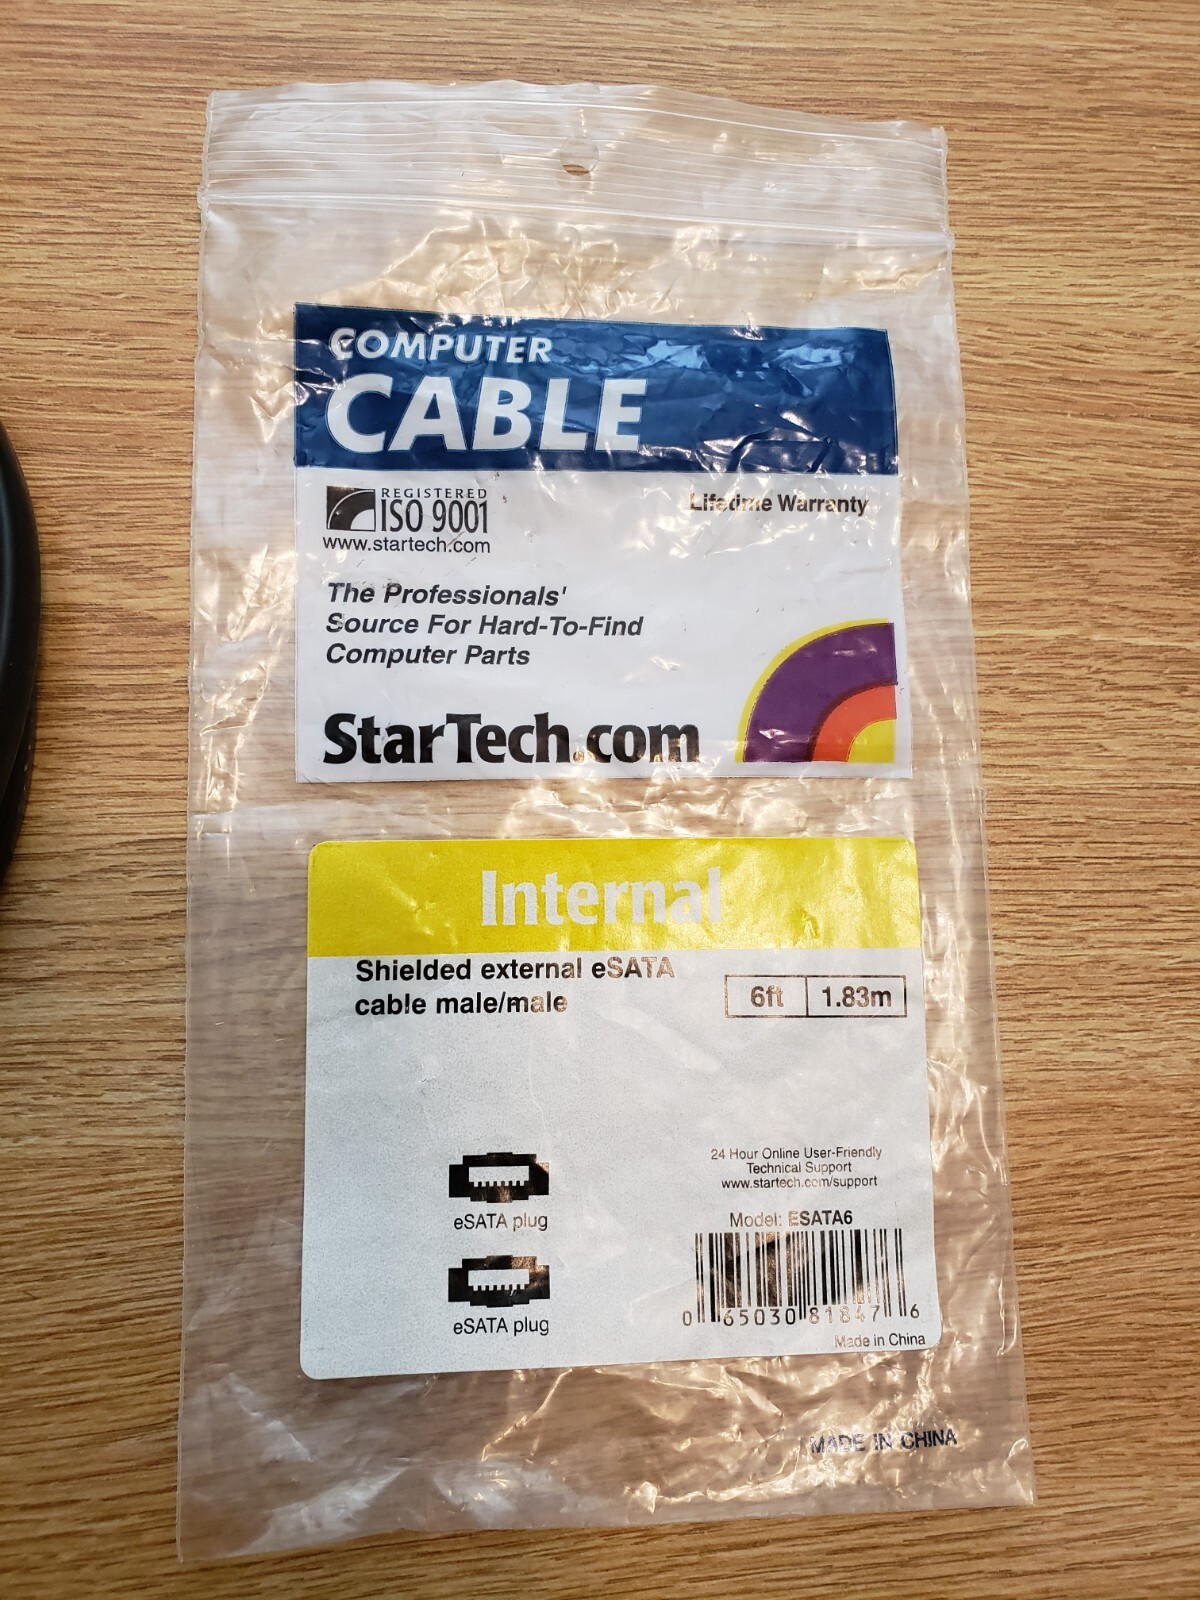 COMPUTER
CABLE
REGISTERED
ISO 9001
www.startech.com
Lifetime Warranty
The Professionals'
Source For Hard-To-Find
Computer Parts
StarTech.com
Internal
Shielded external eSATA
cable male/male
6ft 1.83m
24 Hour Online User-Friendly
Technical Support
www.startech.com/support
eSATA plug
Model: ESATA6
eSATA plug
0 65030 81847 6
Made in China
MADE IN CHINA